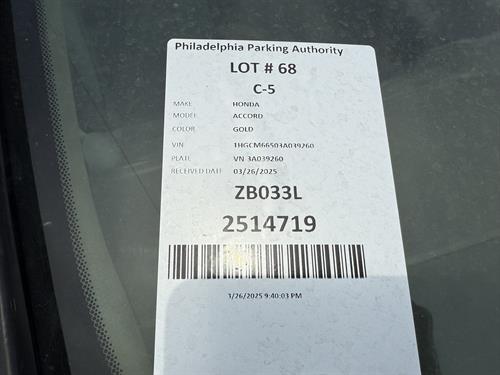 Philadelphia Parking Authority
LOT # 68
C-5
MAKE HONDA
MODEL ACCORD
COLOR GOLD
VIN 1HGCM66503A039260
PLATE VN 3A039260
RECEIVED DATE 03/26/2025
ZB033L
2514719
3/26/2025 9:40:03 PM